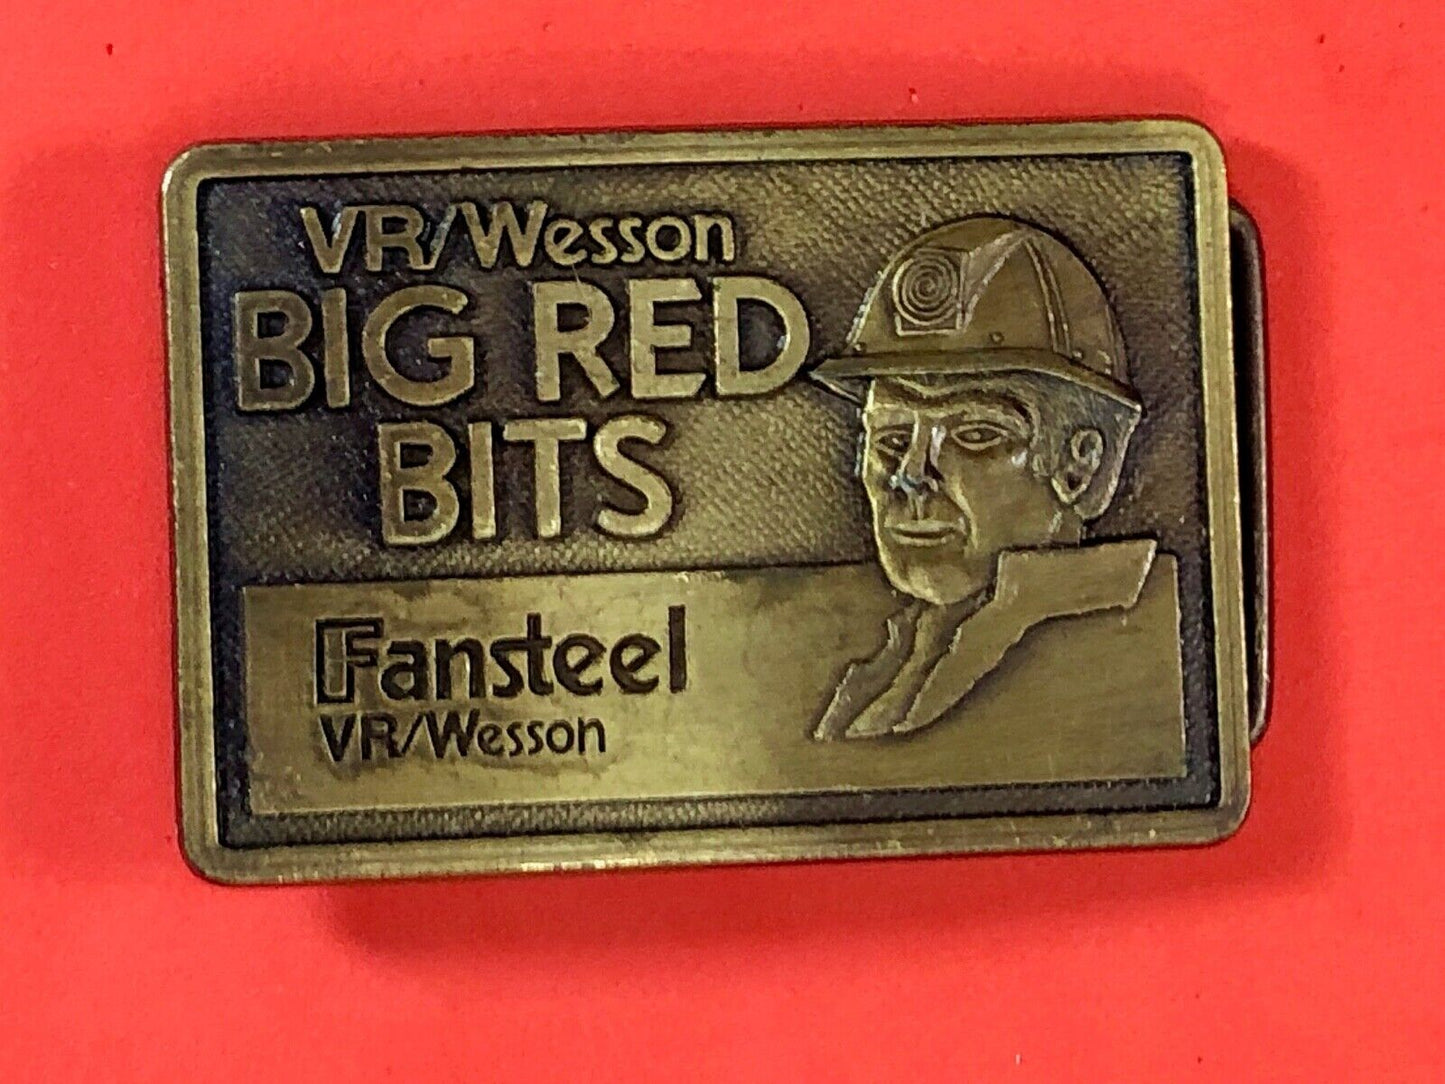 VR/Wesson
BIG RED
BITS
Fansteel
VR/Wesson